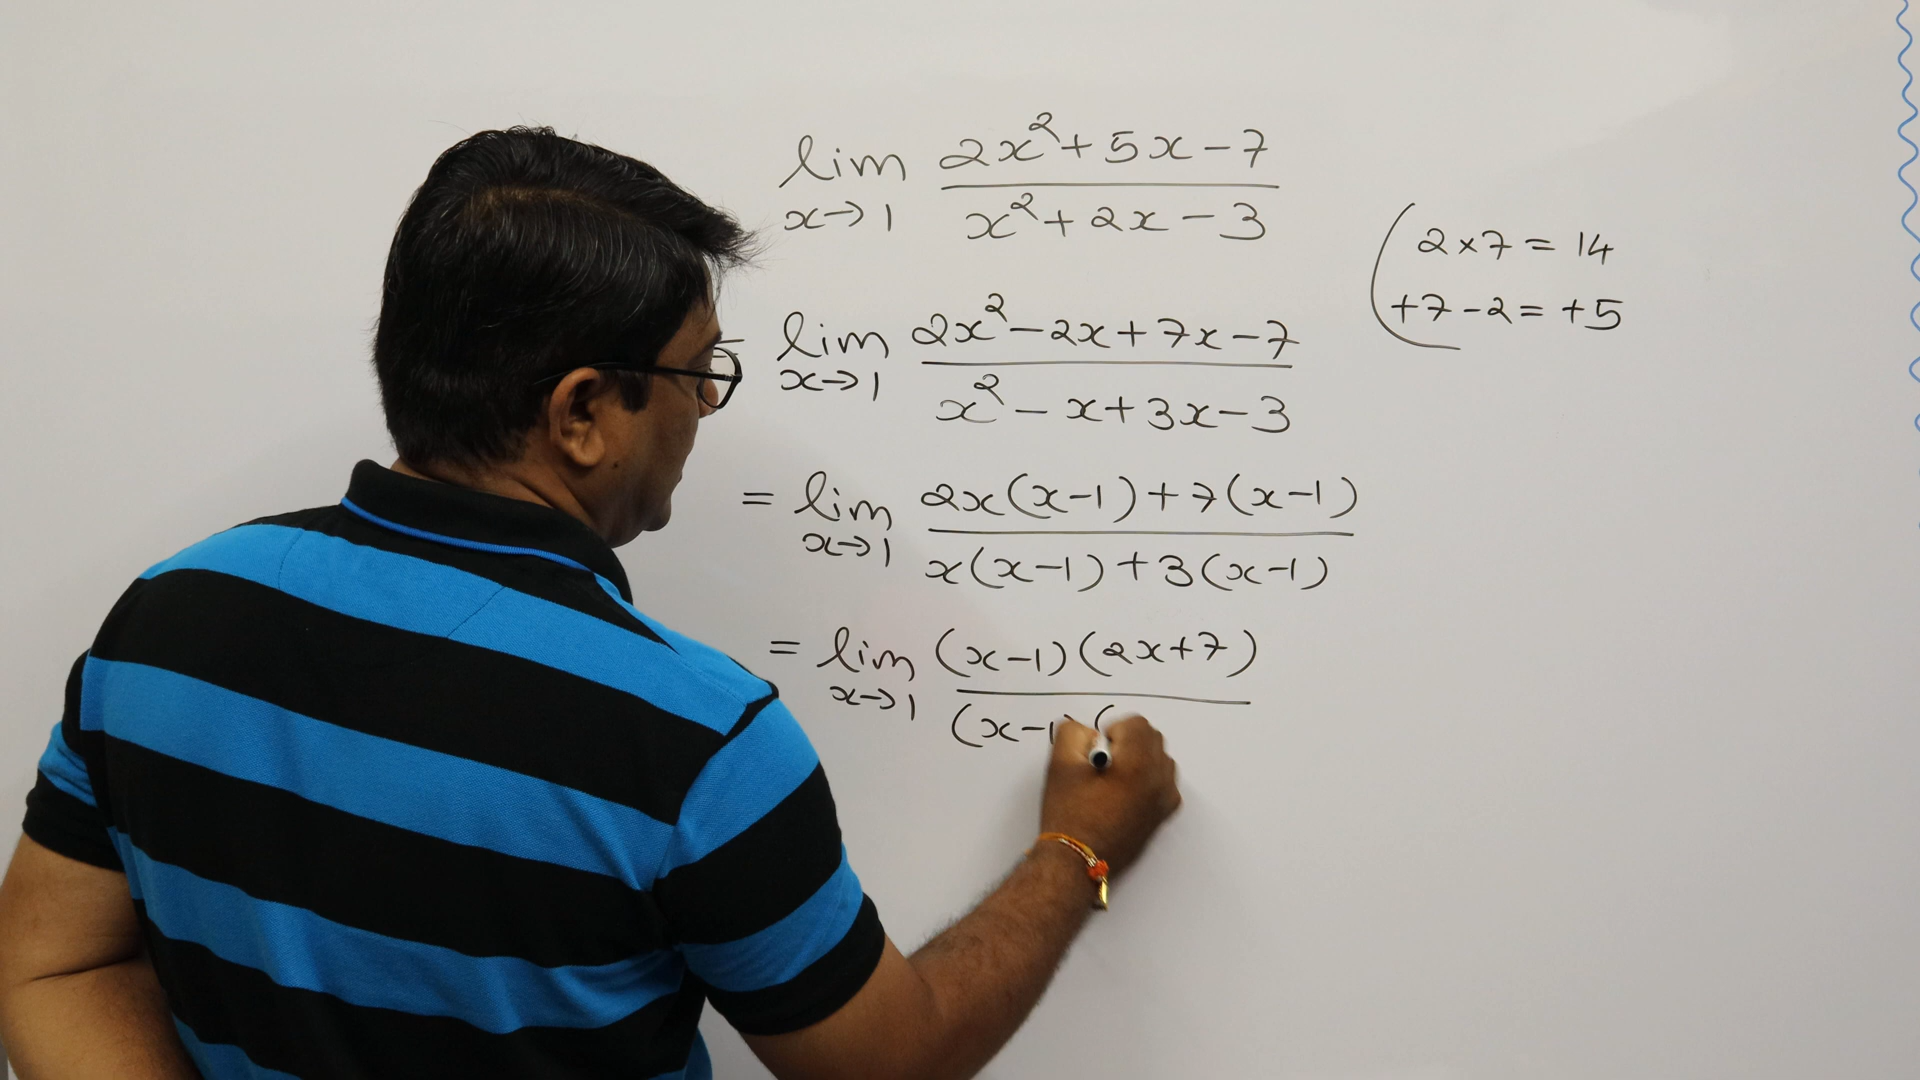 lim 2x²+5x-7
x→1 x²+2x-3
2×7=14
+7-2=+5
= lim 2x²-2x+7x-7
x→1 x²-x+3x-3
= lim 2x(x-1)+7(x-1)
x→1 x(x-1)+3(x-1)
= lim (x-1)(2x+7)
x→1 (x-1)(